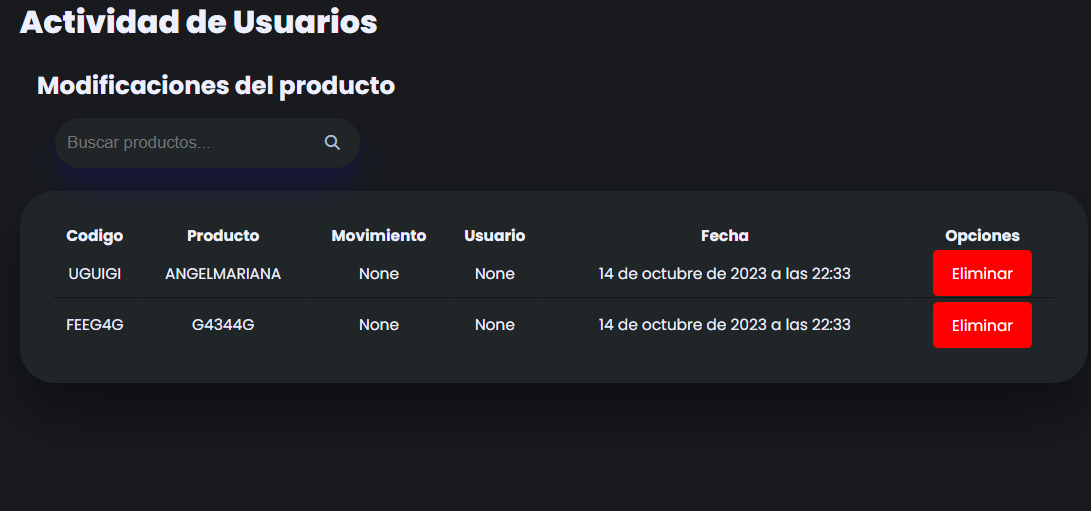 Actividad de Usuarios
Modificaciones del producto
Buscar productos...
Codigo Producto Movimiento Usuario Fecha Opciones
UGUIGI ANGELMARIANA None None 14 de octubre de 2023 a las 22:33 Eliminar
FEEG4G G4344G None None 14 de octubre de 2023 a las 22:33 Eliminar